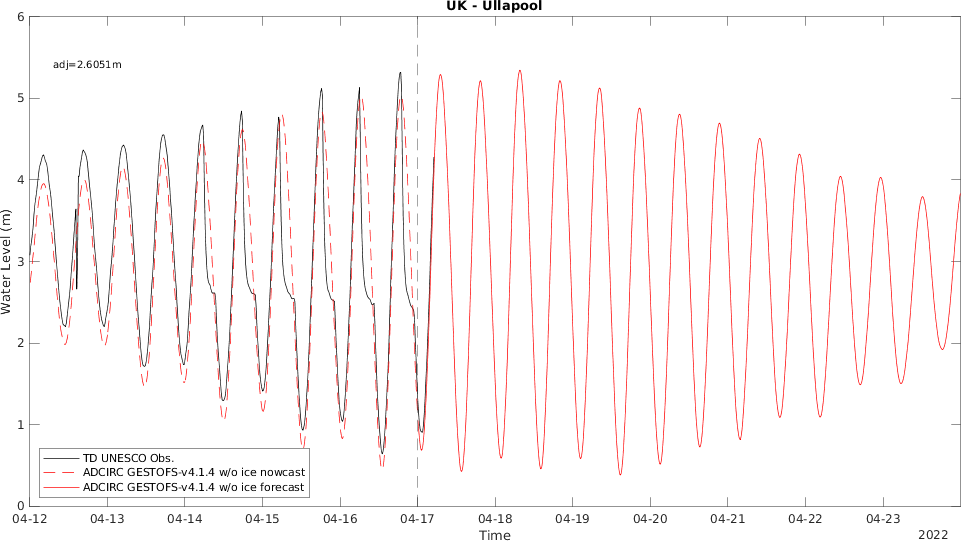 UK - Ullapool
adj=2.6051m
6
5
4
3
2
1
0
Water Level (m)
TD UNESCO Obs.
ADCIRC GESTOFS-v4.1.4 w/o ice nowcast
ADCIRC GESTOFS-v4.1.4 w/o ice forecast
04-12 04-13 04-14 04-15 04-16 04-17 04-18 04-19 04-20 04-21 04-22 04-23
Time
2022